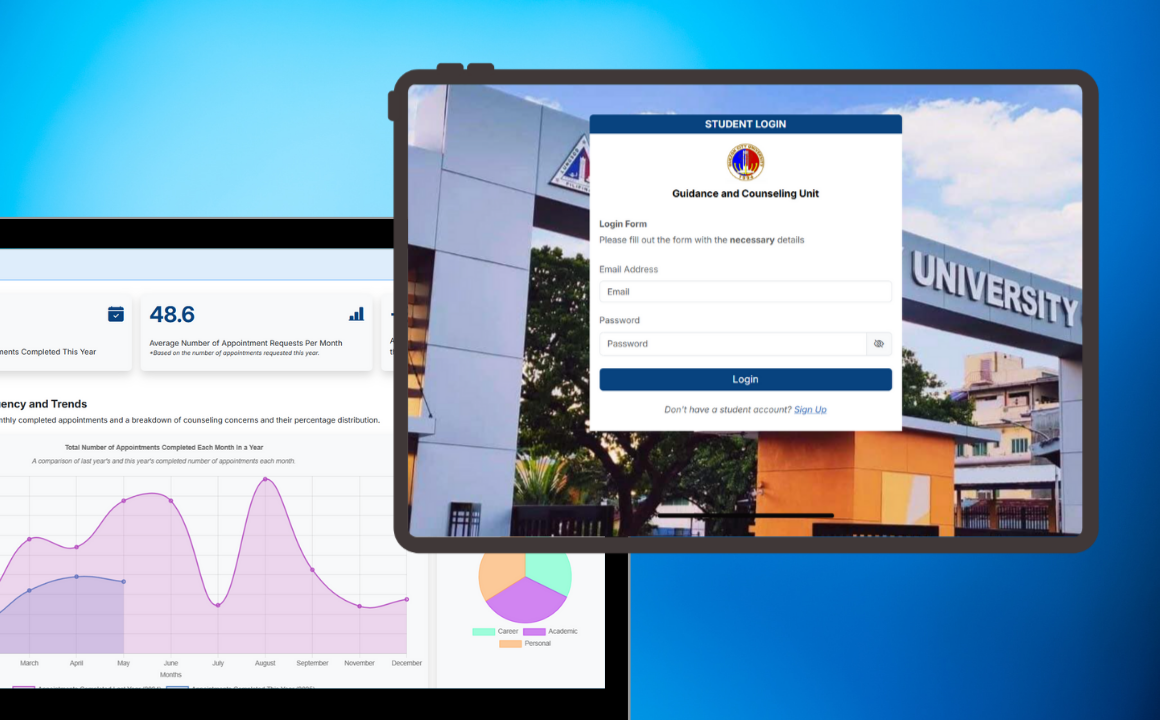 STUDENT LOGIN
Guidance and Counseling Unit
Login Form
Please fill out the form with the necessary details
Email Address
Email
Password
Password
Login
Don't have a student account? Sign Up
UNIVERSITY
48.6
Average Number of Appointment Requests Per Month
*Based on the number of appointments requested this year.
Completed This Year
and Trends
completed appointments and a breakdown of counseling concerns and their percentage distribution.
Total Number of Appointments Completed Each Month in a Year
A comparison of last year's and this year's completed number of appointments each month.
March April May June July August September November December
Months
Career Academic
Personal